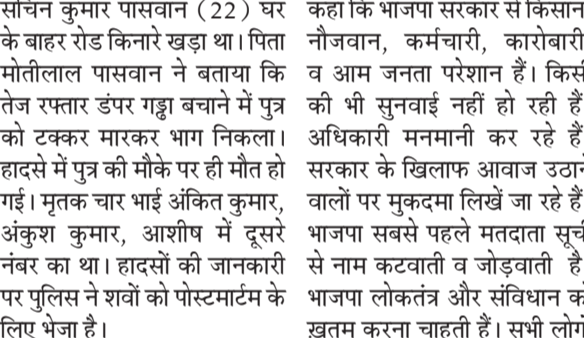 सचिन कुमार पासवान (22) घर
के बाहर रोड किनारे खड़ा था। पिता
मोतीलाल पासवान ने बताया कि
तेज रफ्तार डंपर गड्ढा बचाने में पुत्र
को टक्कर मारकर भाग निकला।
हादसे में पुत्र की मौके पर ही मौत हो
गई। मृतक चार भाई अंकित कुमार,
अंकुश कुमार, आशीष में दूसरे
नंबर का था। हादसों की जानकारी
पर पुलिस ने शवों को पोस्टमार्टम के
लिए भेजा है।
कहा कि भाजपा सरकार से किसान
नौजवान, कर्मचारी, कारोबारी
व आम जनता परेशान हैं। किसी
की भी सुनवाई नहीं हो रही हैं
अधिकारी मनमानी कर रहे हैं
सरकार के खिलाफ आवाज
वालों पर मुकदमा लिखें जा रहे हैं
भाजपा सबसे पहले मतदाता सूची
से नाम कटवाती व जोड़वाती है
भाजपा लोकतंत्र और संविधान
ख़तम करना चाहती हैं। सभी